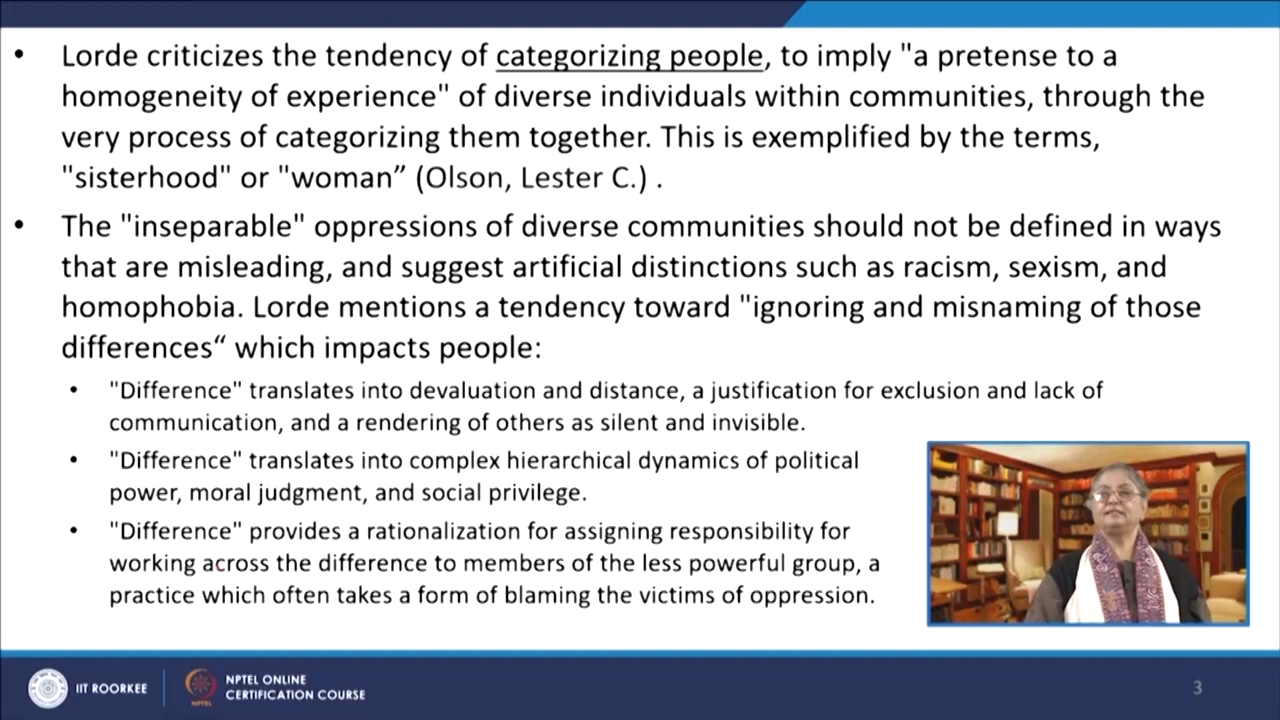 • Lorde criticizes the tendency of categorizing people, to imply "a pretense to a
homogeneity of experience" of diverse individuals within communities, through the
very process of categorizing them together. This is exemplified by the terms,
"sisterhood" or "woman” (Olson, Lester C.) .
• The "inseparable" oppressions of diverse communities should not be defined in ways
that are misleading, and suggest artificial distinctions such as racism, sexism, and
homophobia. Lorde mentions a tendency toward "ignoring and misnaming of those
differences“ which impacts people:
• "Difference" translates into devaluation and distance, a justification for exclusion and lack of
communication, and a rendering of others as silent and invisible.
• "Difference" translates into complex hierarchical dynamics of political
power, moral judgment, and social privilege.
• "Difference" provides a rationalization for assigning responsibility for
working across the difference to members of the less powerful group, a
practice which often takes a form of blaming the victims of oppression.
IIT ROORKEE
NPTEL
NPTEL ONLINE
CERTIFICATION COURSE
3